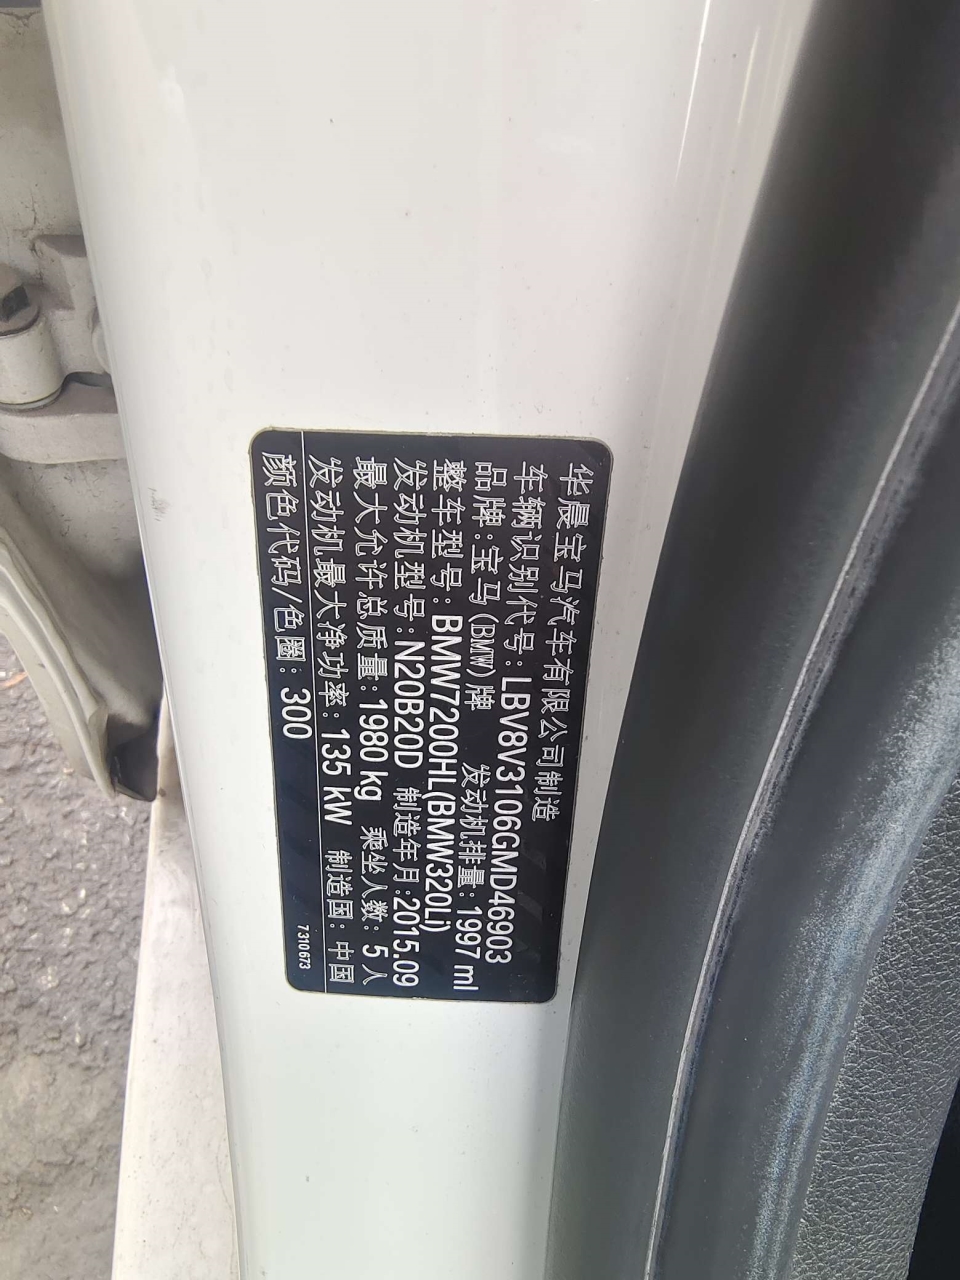 华晨宝马汽车有限公司制造
车辆识别代号:LBV8V3106GMD46903
品牌:宝马(BMW)牌 发动机排量:1997 ml
整车型号:BMW7200HL(BMW320Li)
发动机型号:N20B20D 制造年月:2015.09
最大允许总质量:1980 kg 乘坐人数:5人
发动机最大净功率:135 kW 制造国:中国
颜色代码/色圈:300
7310673